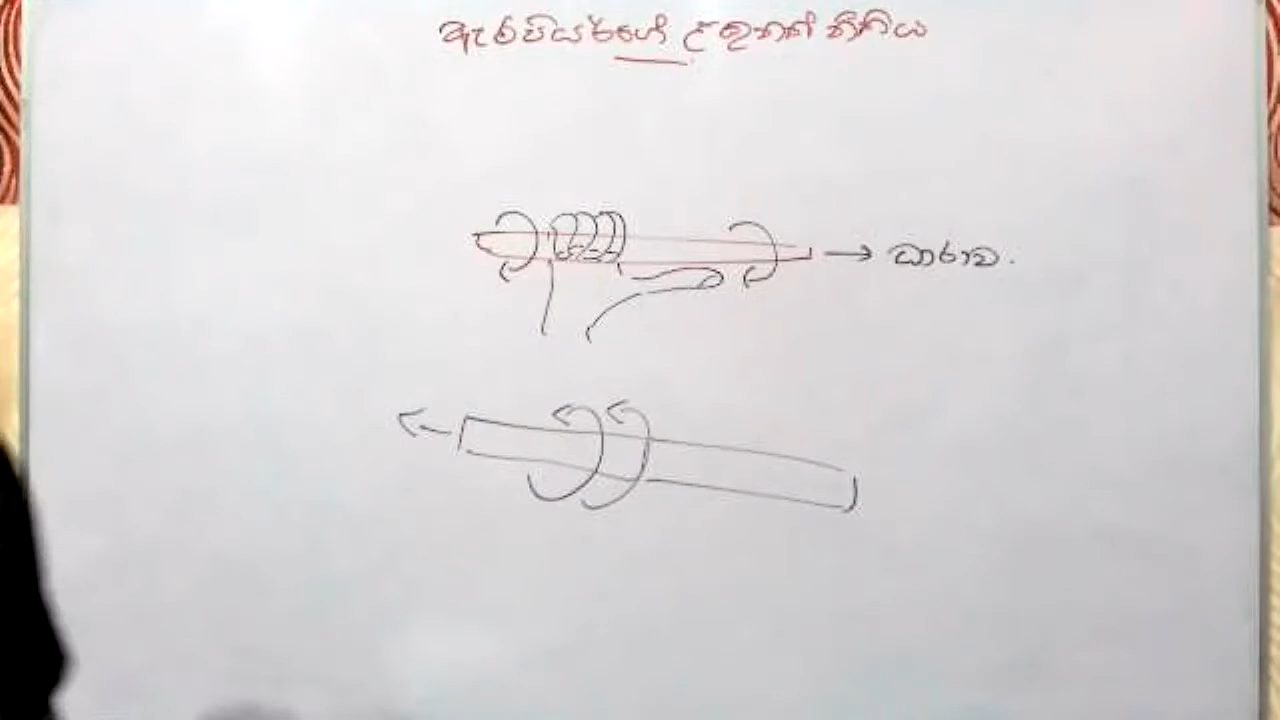 ඇම්පියර්ගේ දකුණත් නීතිය
ධාරාව.